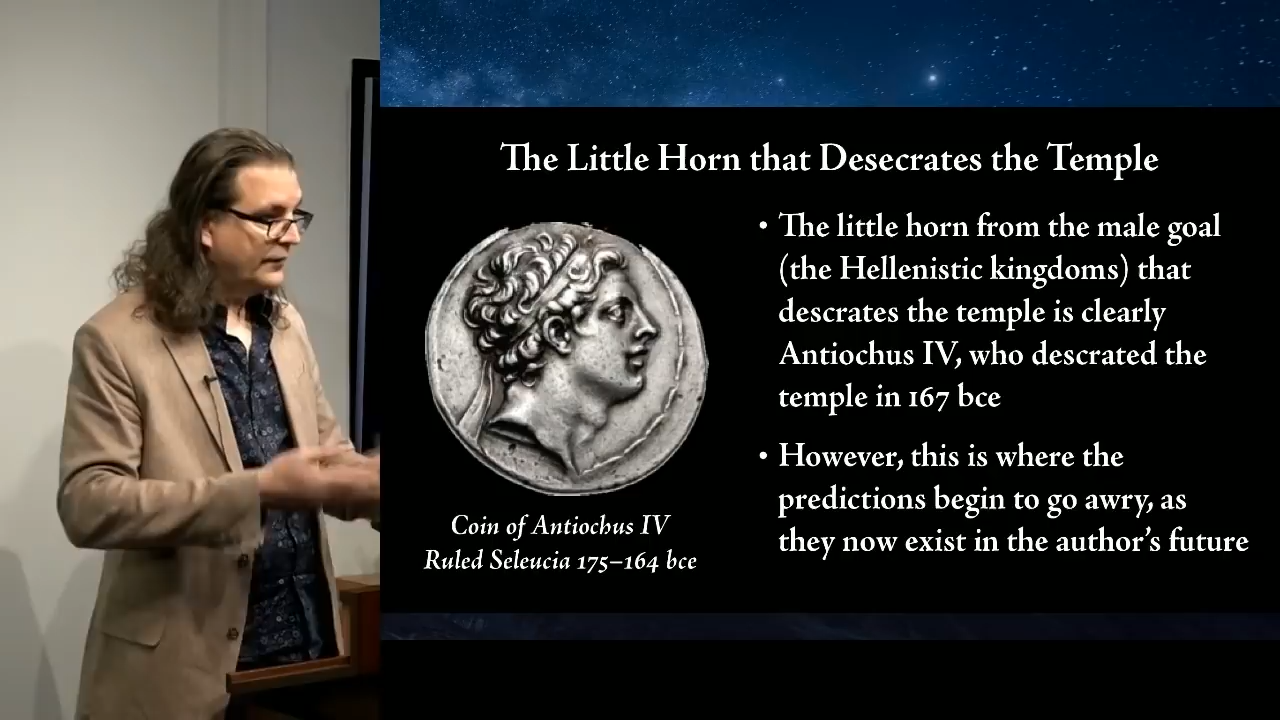 The Little Horn that Desecrates the Temple
• The little horn from the male goal
(the Hellenistic kingdoms) that
descrates the temple is clearly
Antiochus IV, who descrated the
temple in 167 bce
• However, this is where the
predictions begin to go awry, as
they now exist in the author's future
Coin of Antiochus IV
Ruled Seleucia 175–164 bce